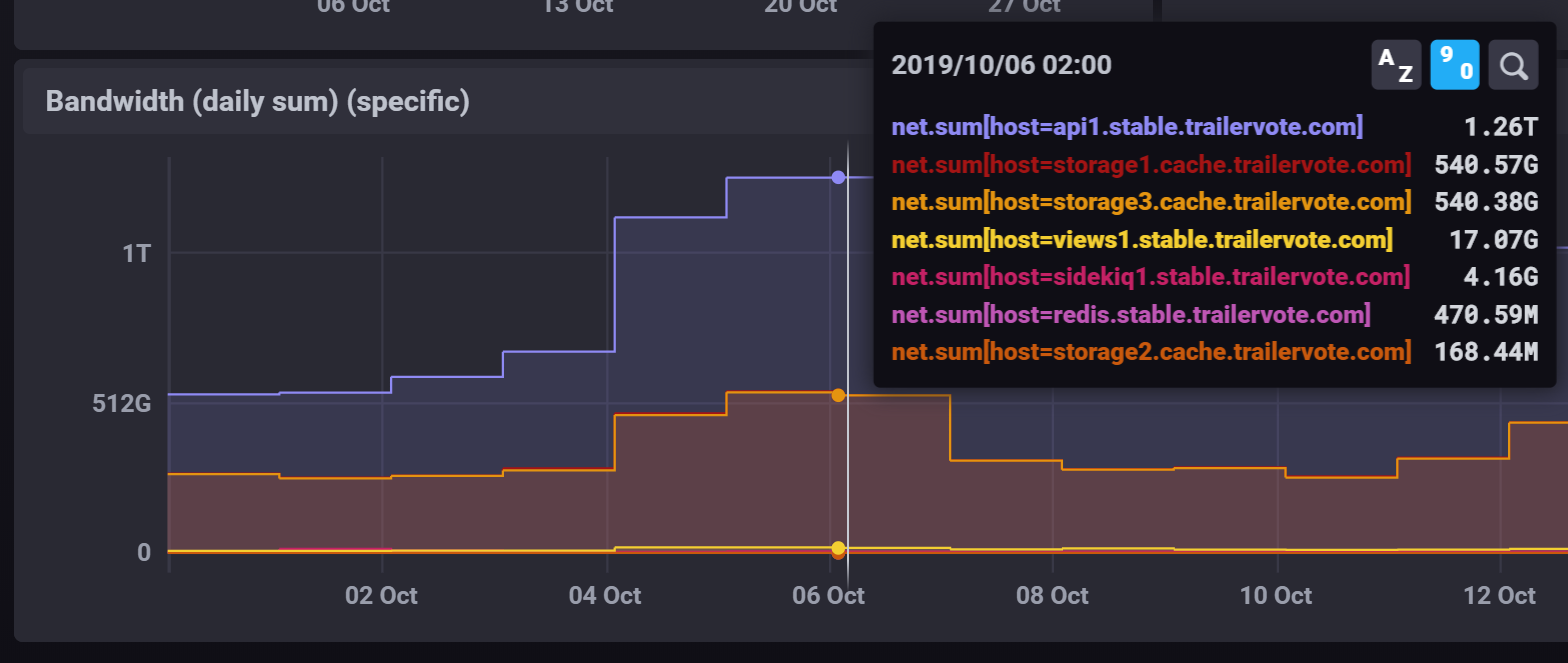 06 Oct 13 Oct 20 Oct 27 Oct
2019/10/06 02:00 A Z 9 0
Bandwidth (daily sum) (specific)
net.sum[host=api1.stable.trailervote.com] 1.26T
net.sum[host=storage1.cache.trailervote.com] 540.57G
net.sum[host=storage3.cache.trailervote.com] 540.38G
net.sum[host=views1.stable.trailervote.com] 17.07G
net.sum[host=sidekiq1.stable.trailervote.com] 4.16G
net.sum[host=redis.stable.trailervote.com] 470.59M
net.sum[host=storage2.cache.trailervote.com] 168.44M
1T
512G
0
02 Oct 04 Oct 06 Oct 08 Oct 10 Oct 12 Oct